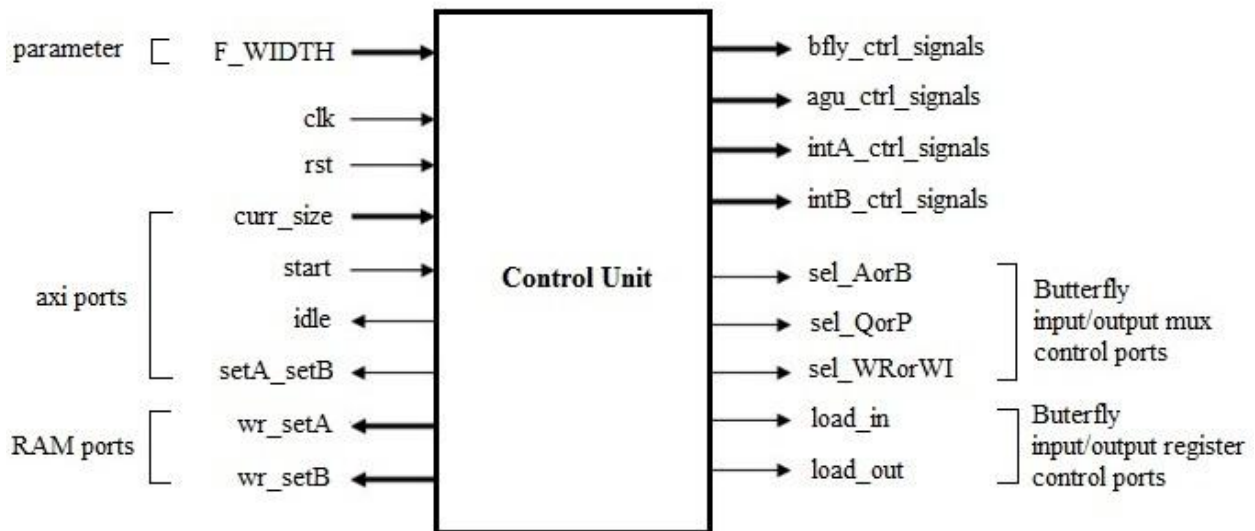 parameter
F_WIDTH
clk
rst
axi ports
curr_size
start
idle
setA_setB
RAM ports
wr_setA
wr_setB
Control Unit
bfly_ctrl_signals
agu_ctrl_signals
intA_ctrl_signals
intB_ctrl_signals
sel_AorB
sel_QorP
sel_WRorWI
Butterfly
input/output mux
control ports
load_in
load_out
Buterfly
input/output register
control ports